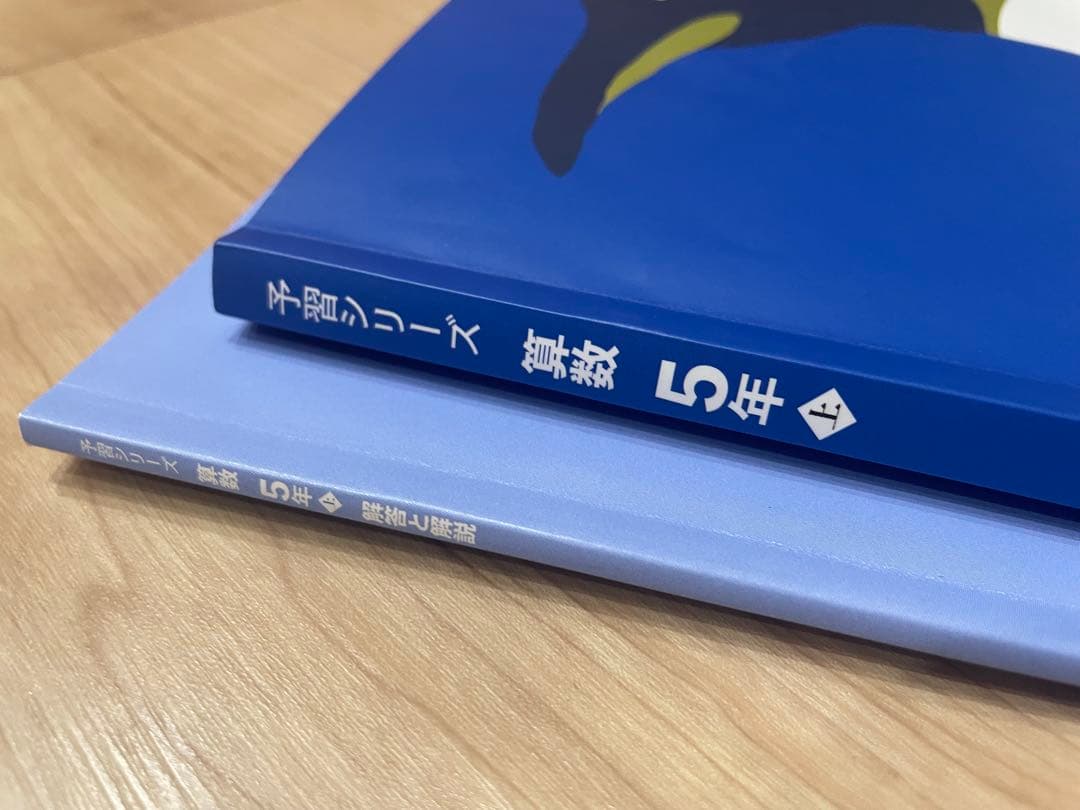 予習シリーズ 算数 5年 上
予習シリーズ 算数 5年 上 解答と解説